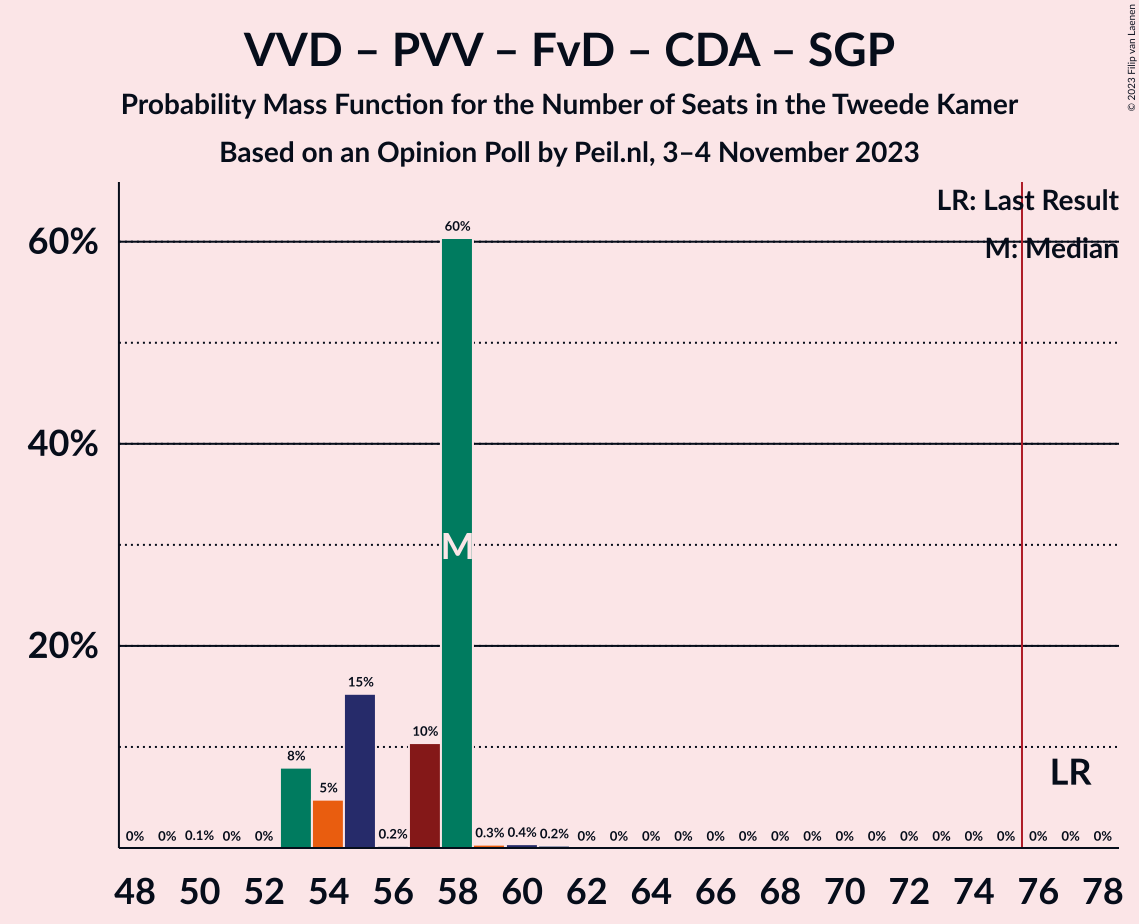 VVD – PVV – FvD – CDA – SGP
Probability Mass Function for the Number of Seats in the Tweede Kamer
Based on an Opinion Poll by Peil.nl, 3–4 November 2023
© 2023 Filip van Laenen
LR: Last Result
M: Median
60%
40%
20%
0% 0% 0.1% 0% 0% 8% 5% 15% 0.2% 10% 60% 0.3% 0.4% 0.2% 0% 0% 0% 0% 0% 0% 0% 0% 0% 0% 0% 0% 0% 0% 0% 0% 0%
M
LR
48 50 52 54 56 58 60 62 64 66 68 70 72 74 76 78